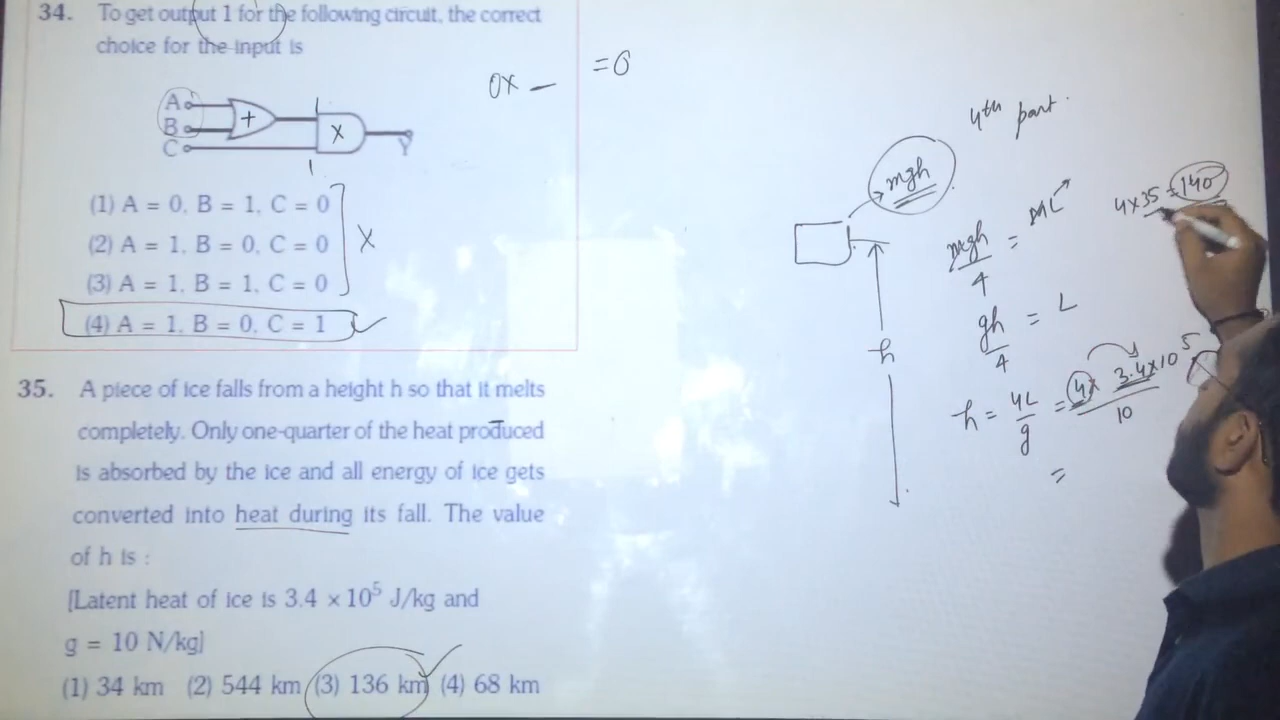 34. To get output 1 for the following circuit, the correct
choice for the input is
A
B
C
+
1
X
1
Y
(1) A = 0, B = 1, C = 0
(2) A = 1, B = 0, C = 0
(3) A = 1, B = 1, C = 0
X
(4) A = 1, B = 0, C = 1
0x — = 0
35. A piece of ice falls from a height h so that it melts
completely. Only one-quarter of the heat produced
is absorbed by the ice and all energy of ice gets
converted into heat during its fall. The value
of h is :
[Latent heat of ice is 3.4 × 10⁵ J/kg and
g = 10 N/kg]
(1) 34 km (2) 544 km (3) 136 km (4) 68 km
4th part.
mgh
h
mgh/4 = mL
gh/4 = L
h = 4L/g = 4x 3.4x10⁵/10
=
4x35 = 140